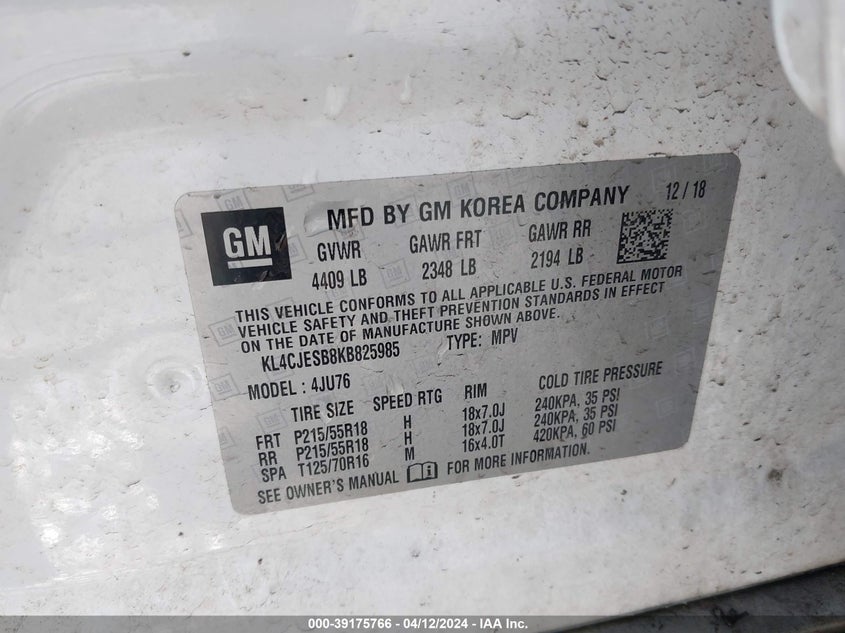 GM
MFD BY GM KOREA COMPANY 12 / 18
GVWR GAWR FRT GAWR RR
4409 LB 2348 LB 2194 LB
THIS VEHICLE CONFORMS TO ALL APPLICABLE U.S. FEDERAL MOTOR
VEHICLE SAFETY AND THEFT PREVENTION STANDARDS IN EFFECT
ON THE DATE OF MANUFACTURE SHOWN ABOVE.
KL4CJESB8KB825985 TYPE: MPV
MODEL : 4JU76
TIRE SIZE SPEED RTG RIM COLD TIRE PRESSURE
FRT P215/55R18 H 18x7.0J 240KPA, 35 PSI
RR P215/55R18 H 18x7.0J 240KPA, 35 PSI
SPA T125/70R16 M 16x4.0T 420KPA, 60 PSI
SEE OWNER'S MANUAL FOR MORE INFORMATION.
000-39175766 - 04/12/2024 - IAA Inc.